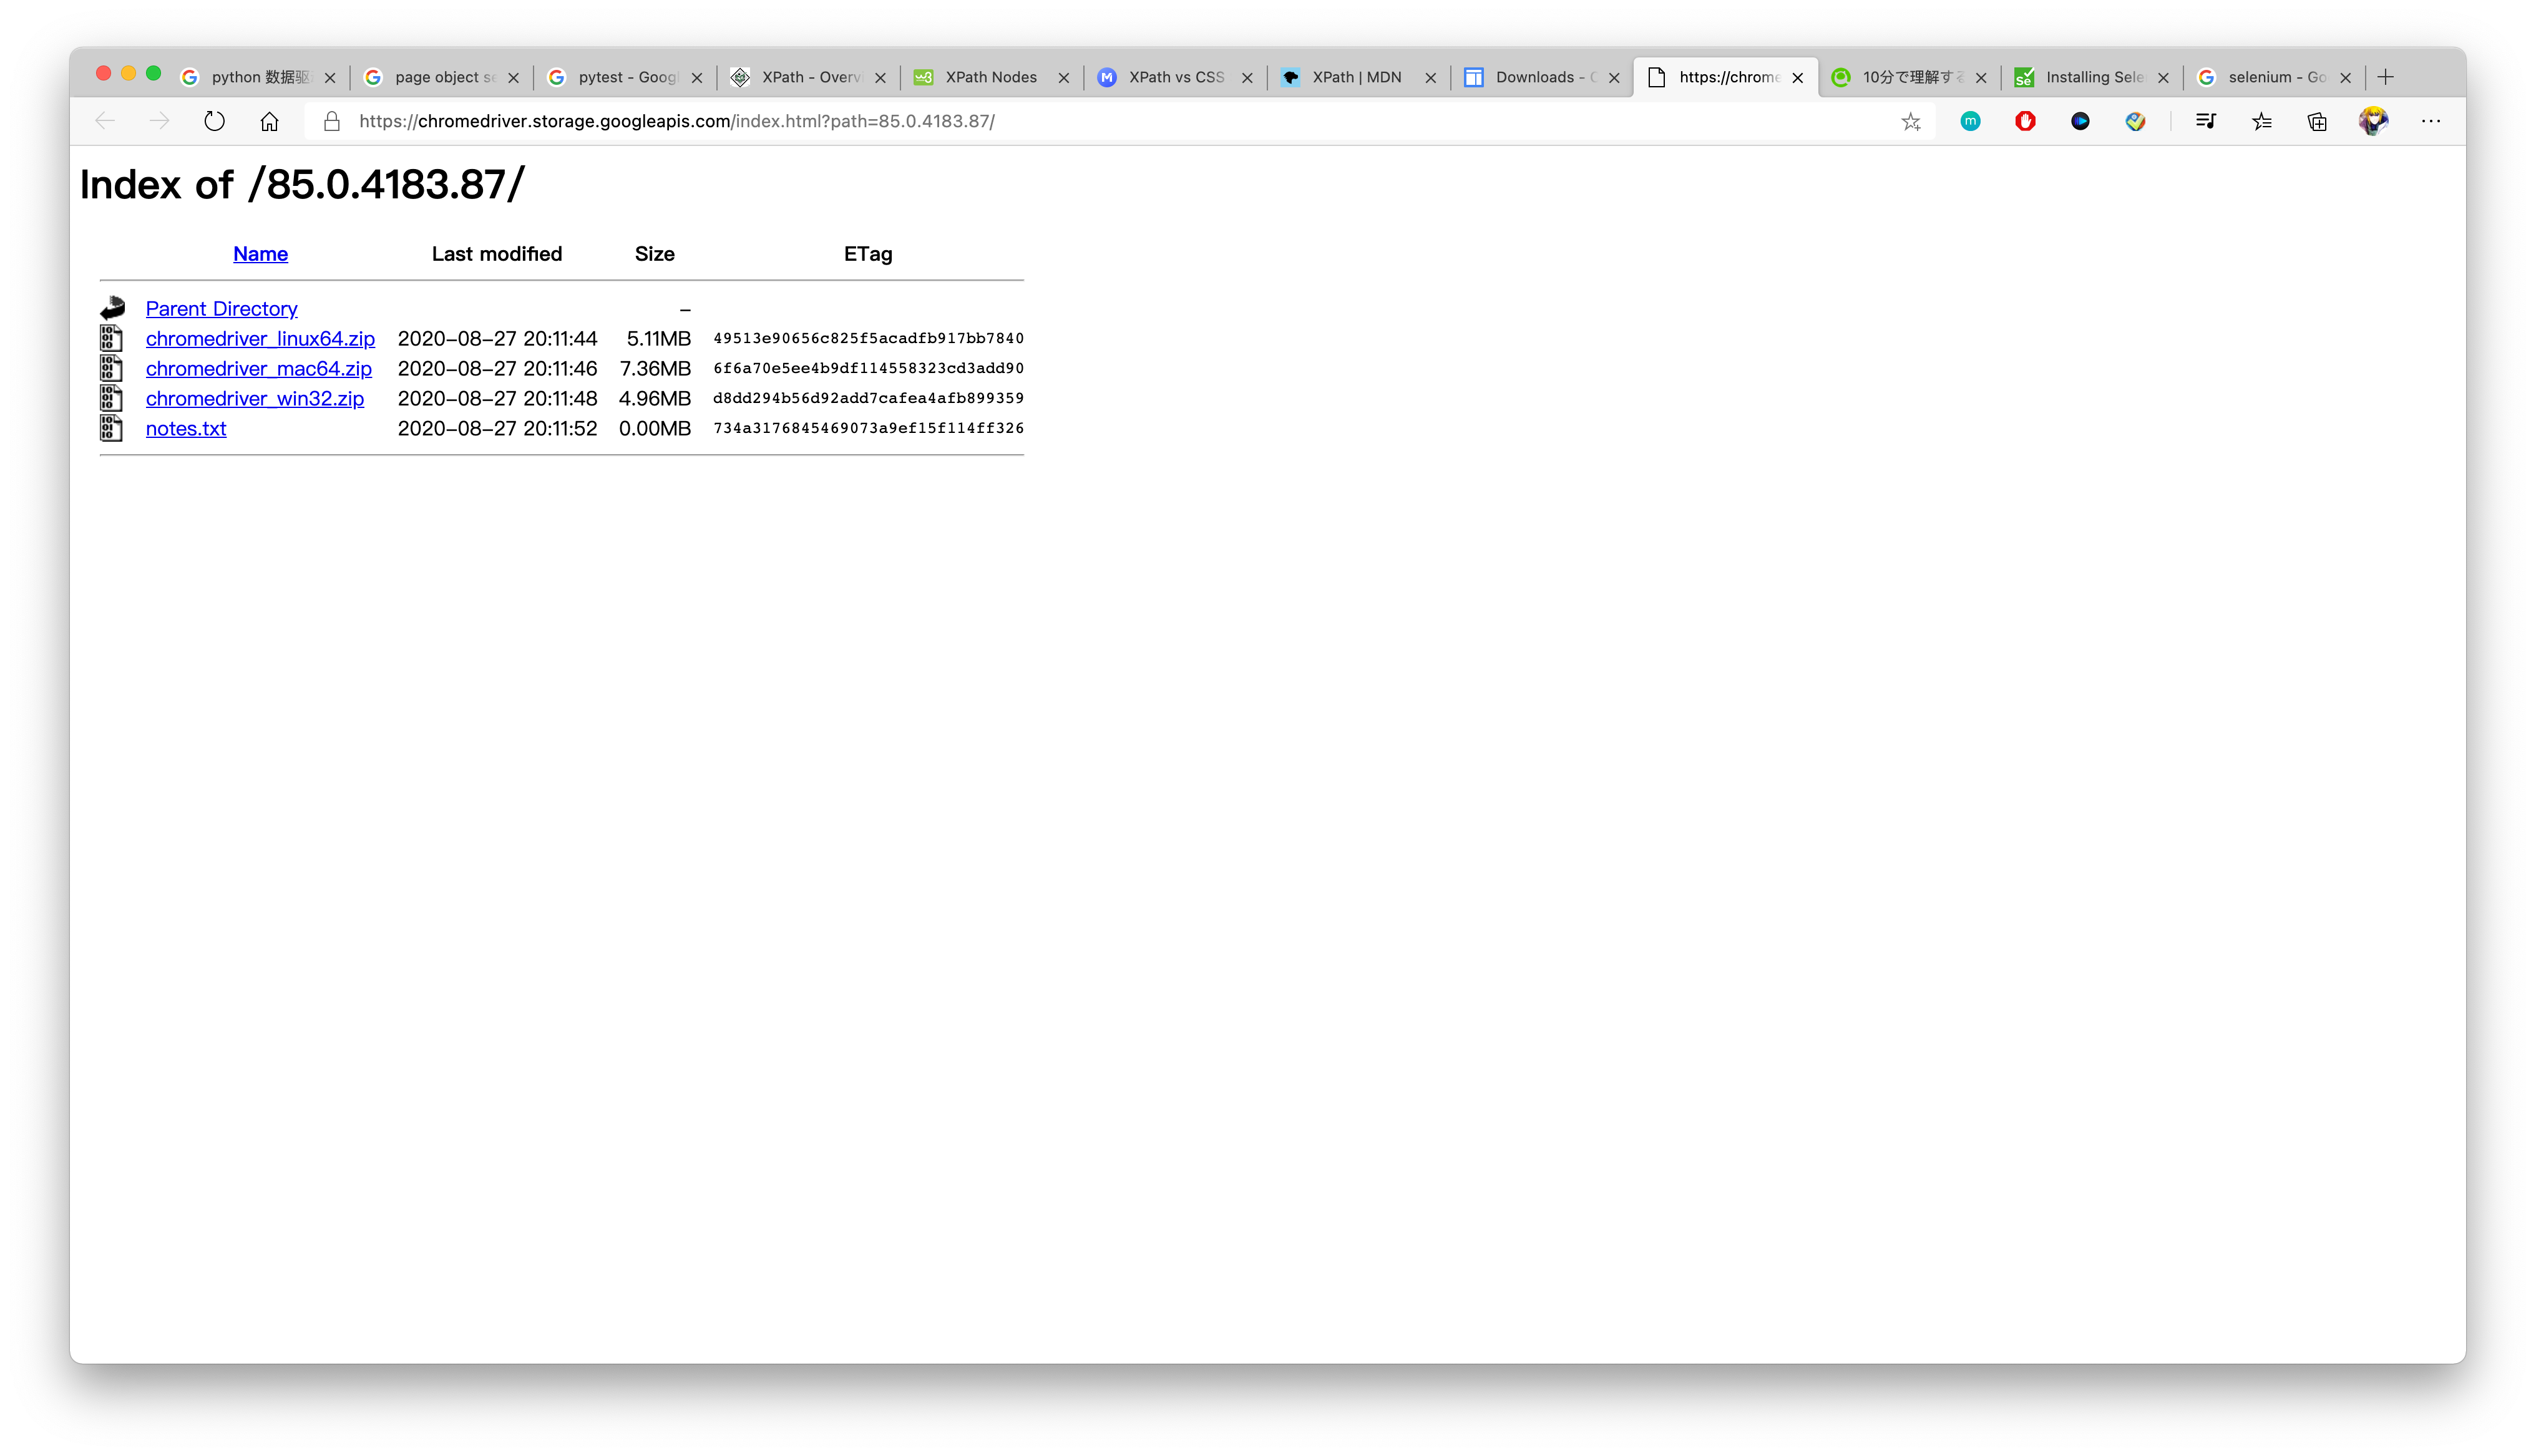 python 数据驱
page object se
pytest - Googl
XPath - Overvi
XPath Nodes
XPath vs CSS
XPath | MDN
Downloads - C
https://chrome
10分で理解する
Installing Sele
selenium - Go
https://chromedriver.storage.googleapis.com/index.html?path=85.0.4183.87/
Index of /85.0.4183.87/
Name Last modified Size ETag
Parent Directory –
chromedriver_linux64.zip 2020-08-27 20:11:44 5.11MB 49513e90656c825f5acadfb917bb7840
chromedriver_mac64.zip 2020-08-27 20:11:46 7.36MB 6f6a70e5ee4b9df114558323cd3add90
chromedriver_win32.zip 2020-08-27 20:11:48 4.96MB d8dd294b56d92add7cafea4afb899359
notes.txt 2020-08-27 20:11:52 0.00MB 734a3176845469073a9ef15f114ff326